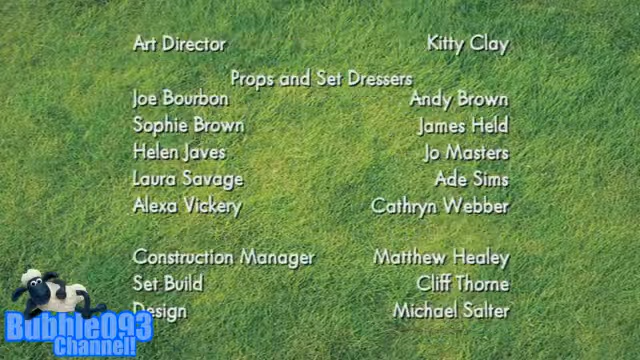 Art Director Kitty Clay
Props and Set Dressers
Joe Bourbon Andy Brown
Sophie Brown James Held
Helen Javes Jo Masters
Laura Savage Ade Sims
Alexa Vickery Cathryn Webber
Construction Manager Matthew Healey
Set Build Cliff Thorne
Design Michael Salter
Bubble093
Channel!